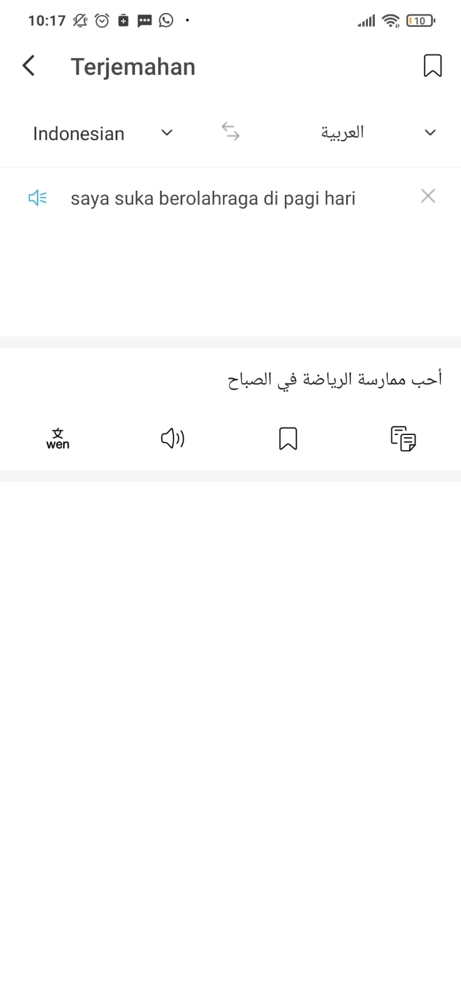 10:17
10
Terjemahan
Indonesian
العربية
saya suka berolahraga di pagi hari
أحب ممارسة الرياضة في الصباح
文
wen